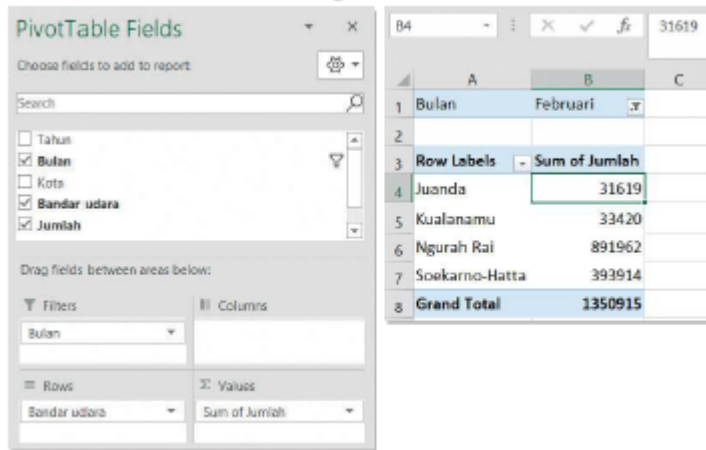 PivotTable Fields
Choose fields to add to report
Search
Tahun
Bulan
Kota
Bandar udara
Jumlah
Drag fields between areas below:
Filters
Columns
Bulan
Rows
Σ Values
Bandar udara
Sum of Jumlah
B4
fx
31619
A B C
1 Bulan Februari
2
3 Row Labels Sum of Jumlah
4 Juanda 31619
5 Kualanamu 33420
6 Ngurah Rai 891962
7 Soekarno-Hatta 393914
8 Grand Total 1350915